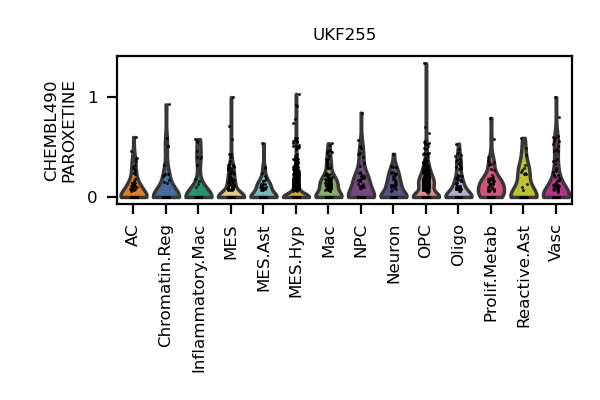 UKF255
CHEMBL490
PAROXETINE
1
0
AC
Chromatin.Reg
Inflammatory.Mac
MES
MES.Ast
MES.Hyp
Mac
NPC
Neuron
OPC
Oligo
Prolif.Metab
Reactive.Ast
Vasc